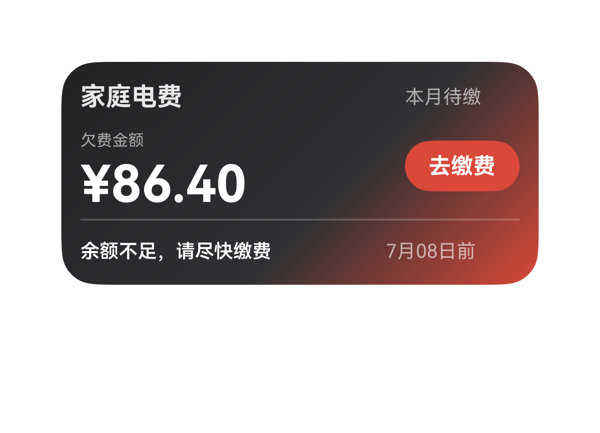 家庭电费
本月待缴
欠费金额
¥86.40
去缴费
余额不足，请尽快缴费
7月08日前